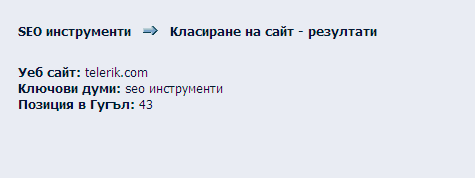 SEO инструменти Класиране на сайт - резултати
Уеб сайт: telerik.com
Ключови думи: seo инструменти
Позиция в Гугъл: 43